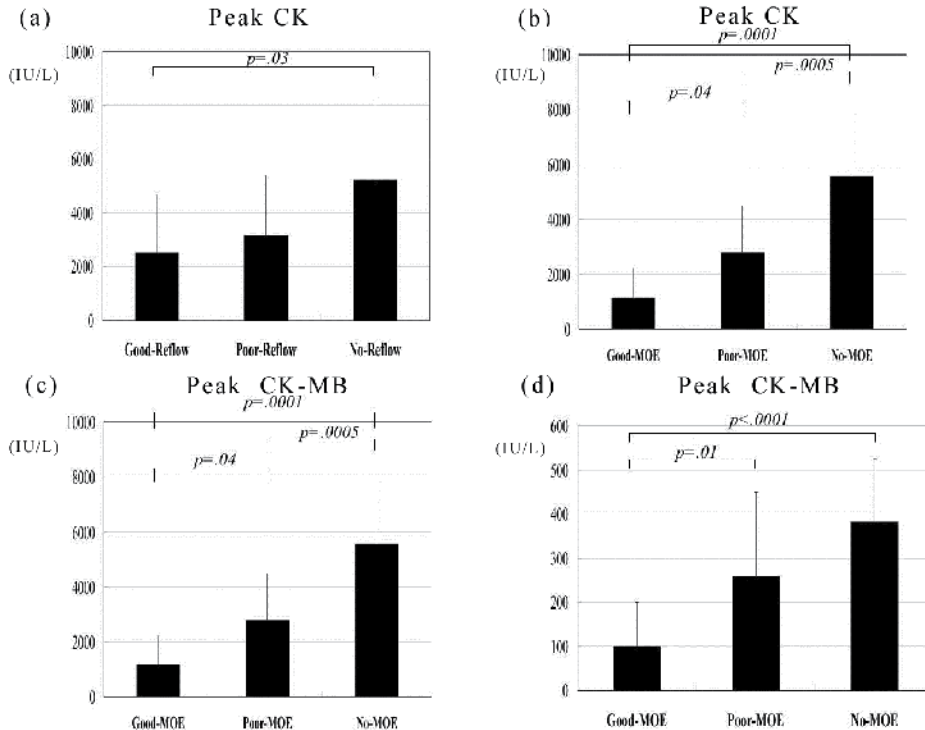 (a)
Peak CK
(IU/L)
10000
8000
6000
4000
2000
0
p=.03
Good-Reflow
Poor-Reflow
No-Reflow
(b)
Peak CK
(IU/L)
10000
8000
6000
4000
2000
0
p=.0001
p=.0005
p=.04
Good-MOE
Poor-MOE
No-MOE
(c)
Peak CK-MB
(IU/L)
10000
8000
6000
4000
2000
0
p=.0001
p=.0005
p=.04
Good-MOE
Poor-MOE
No-MOE
(d)
Peak CK-MB
(IU/L)
600
500
400
300
200
100
0
p<.0001
p=.01
Good-MOE
Poor-MOE
No-MOE